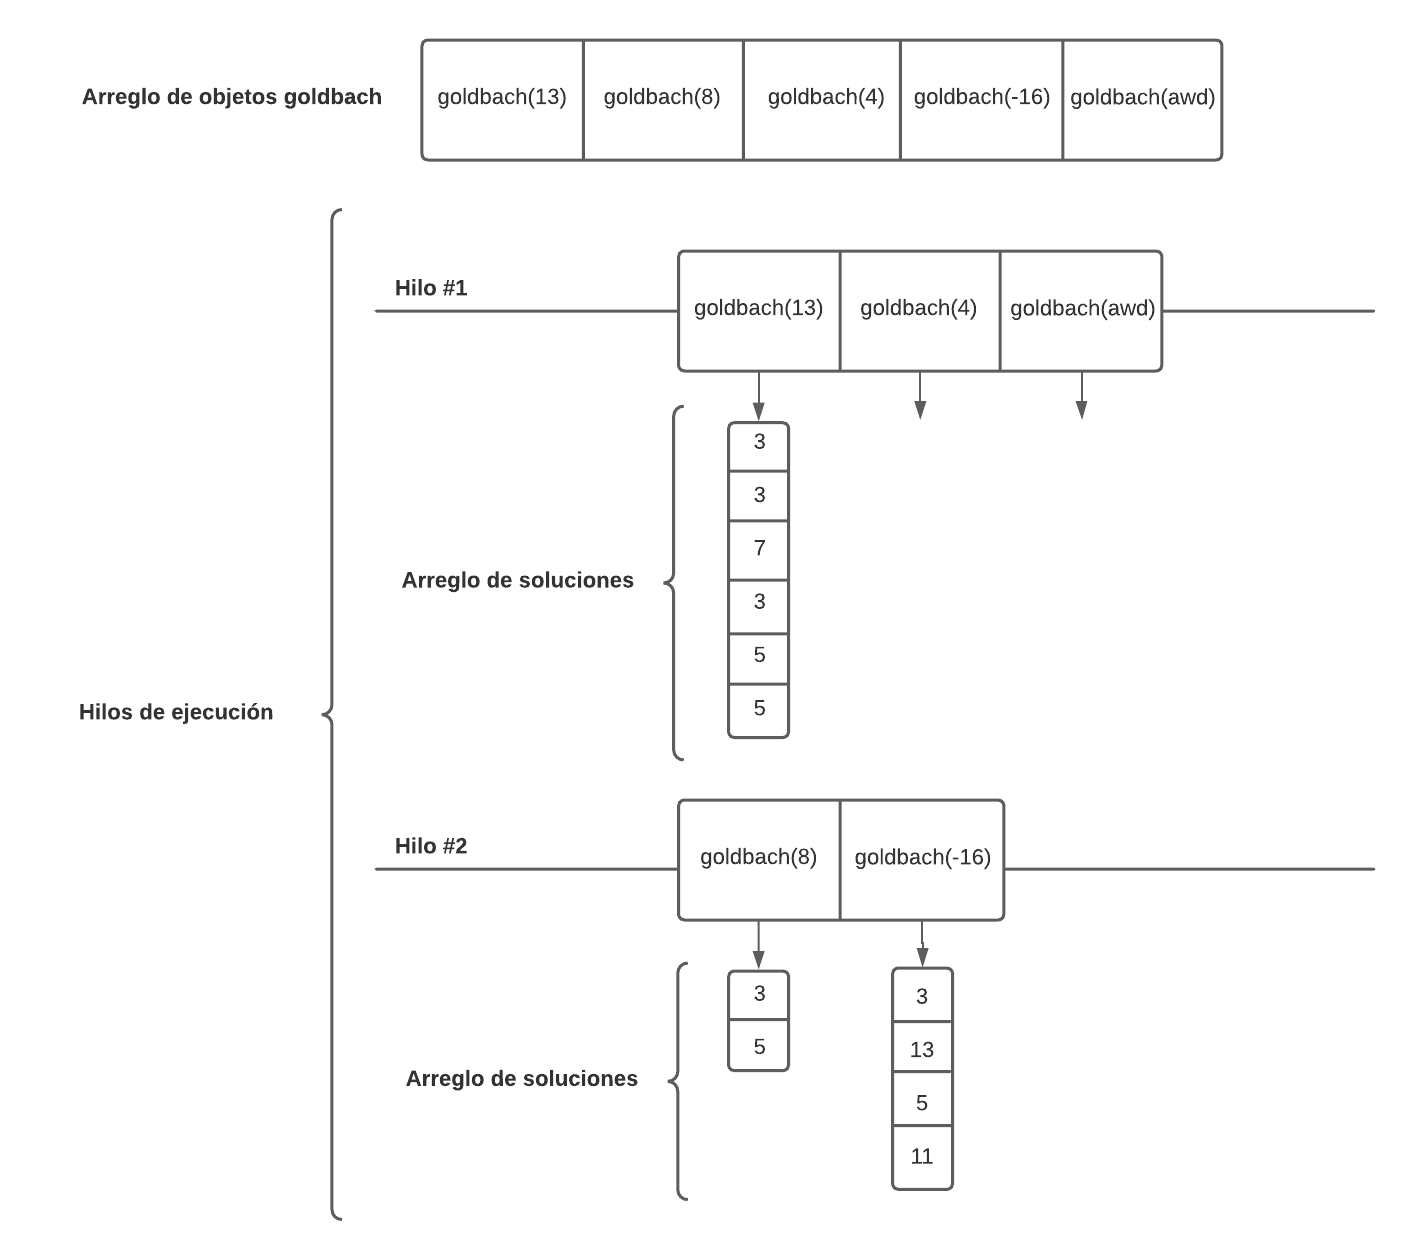 Arreglo de objetos goldbach
goldbach(13) goldbach(8) goldbach(4) goldbach(-16) goldbach(awd)
Hilo #1
goldbach(13) goldbach(4) goldbach(awd)
3
3
7
3
5
5
Arreglo de soluciones
Hilos de ejecución
Hilo #2
goldbach(8) goldbach(-16)
3
5
3
13
5
11
Arreglo de soluciones